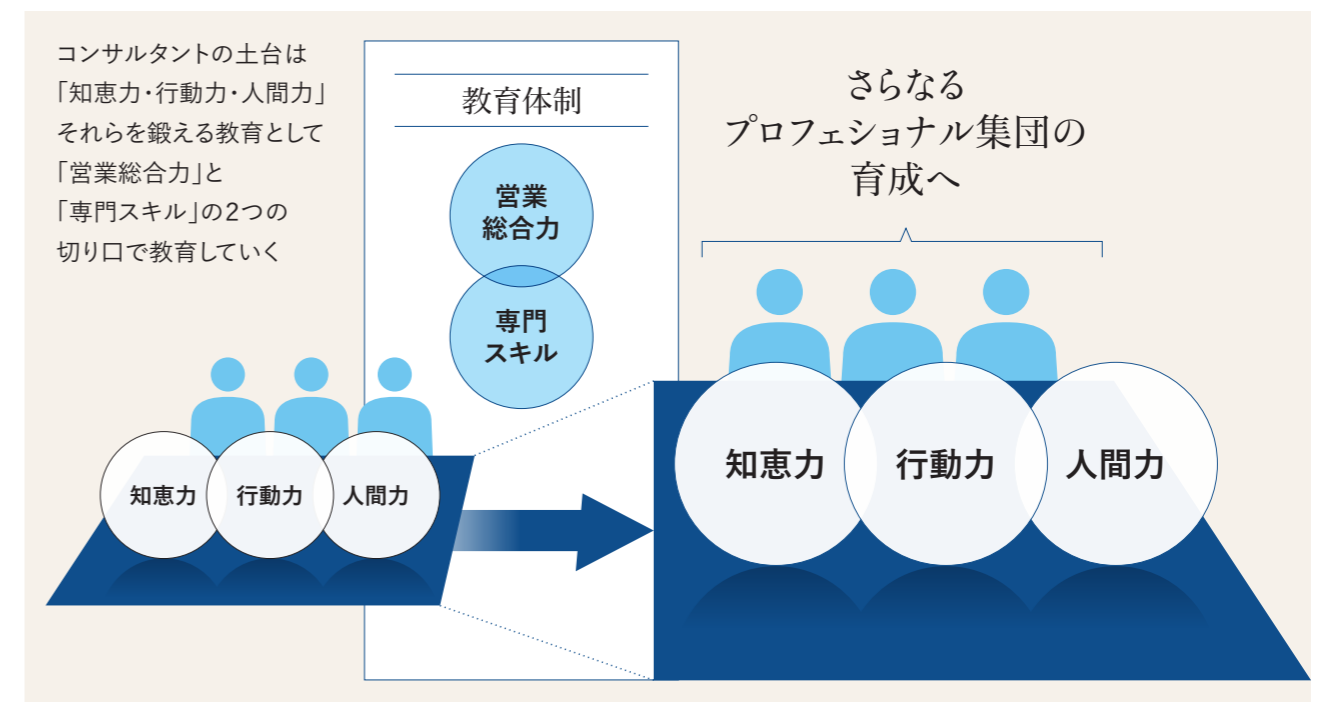 コンサルタントの土台は
「知恵力・行動力・人間力」
それらを鍛える教育として
「営業総合力」と
「専門スキル」の2つの
切り口で教育していく
教育体制
営業
総合力
専門
スキル
さらなる
プロフェショナル集団の
育成へ
知恵力
行動力
人間力
知恵力
行動力
人間力